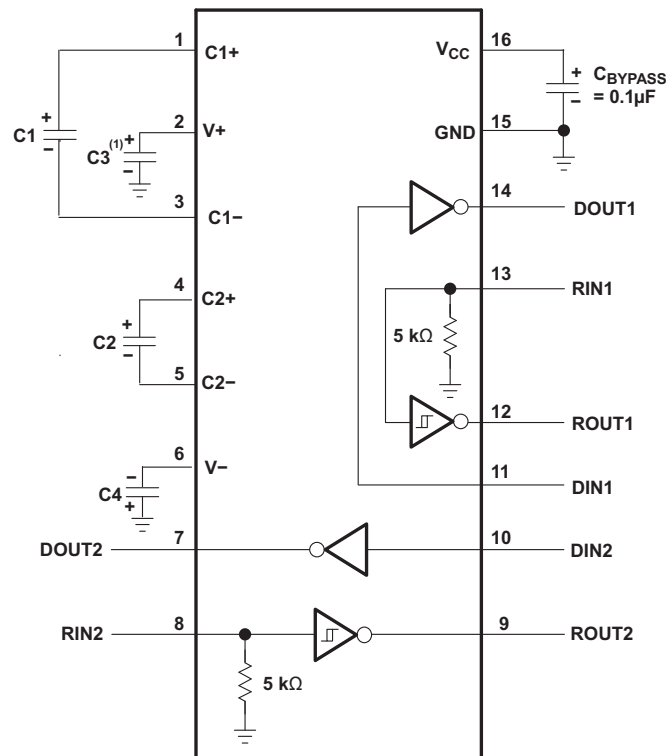 1
C1+
C1
+
−
2
V+
C3(1)
+
−
3
C1−
4
C2+
C2
+
−
5
C2−
6
V−
C4
−
+
DOUT2
7
RIN2
8
5 kΩ
VCC
16
+
−
CBYPASS
= 0.1µF
GND
15
14
DOUT1
13
RIN1
5 kΩ
12
ROUT1
11
DIN1
10
DIN2
9
ROUT2